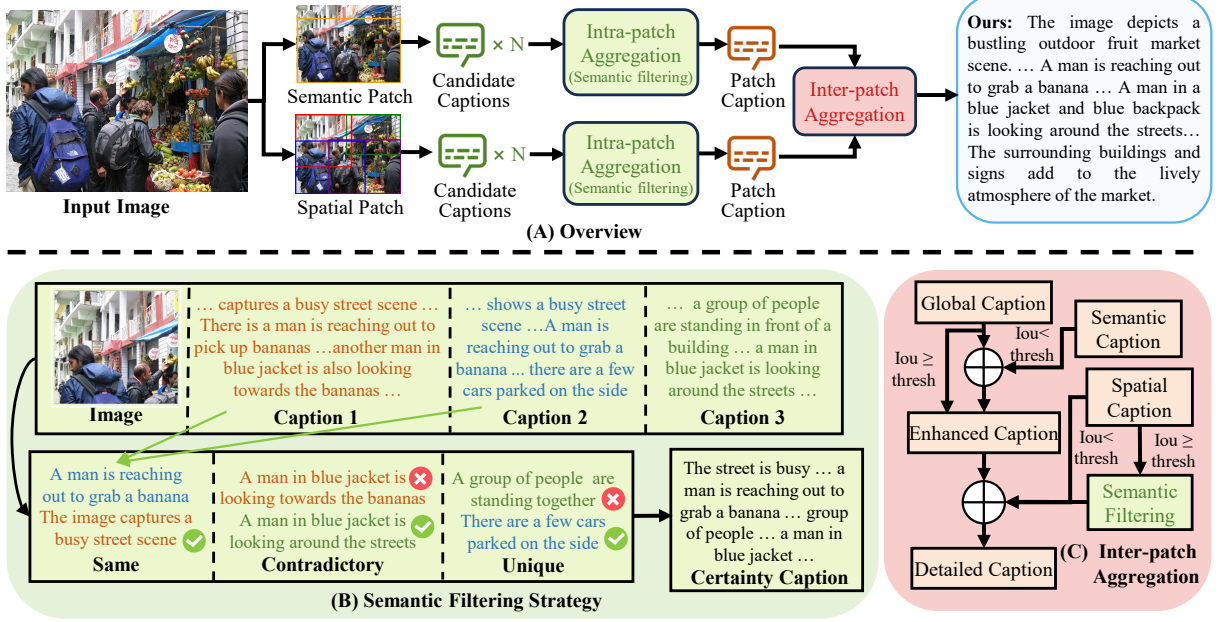 Input Image
Semantic Patch
Spatial Patch
× N
Candidate
Captions
× N
Candidate
Captions
Intra-patch
Aggregation
(Semantic filtering)
Intra-patch
Aggregation
(Semantic filtering)
Patch
Caption
Patch
Caption
Inter-patch
Aggregation
Ours: The image depicts a
bustling outdoor fruit market
scene. … A man is reaching out
to grab a banana … A man in a
blue jacket and blue backpack
is looking around the streets…
The surrounding buildings and
signs add to the lively
atmosphere of the market.
(A) Overview
Image
… captures a busy street scene …
There is a man is reaching out to
pick up bananas …another man in
blue jacket is also looking
towards the bananas …
Caption 1
… shows a busy street
scene …A man is
reaching out to grab a
banana ... there are a few
cars parked on the side
Caption 2
… a group of people
are standing in front of a
building … a man in
blue jacket is looking
around the streets …
Caption 3
A man is reaching
out to grab a banana
The image captures a
busy street scene
Same
A man in blue jacket is
looking towards the bananas
A man in blue jacket is
looking around the streets
Contradictory
A group of people are
standing together
There are a few cars
parked on the side
Unique
The street is busy … a
man is reaching out to
grab a banana … group
of people … a man in
blue jacket …
Certainty Caption
(B) Semantic Filtering Strategy
Global Caption
Semantic
Caption
Iou<
thresh
Iou ≥
thresh
Spatial
Caption
Enhanced Caption
Iou<
thresh
Iou ≥
thresh
Semantic
Filtering
Detailed Caption
(C) Inter-patch
Aggregation